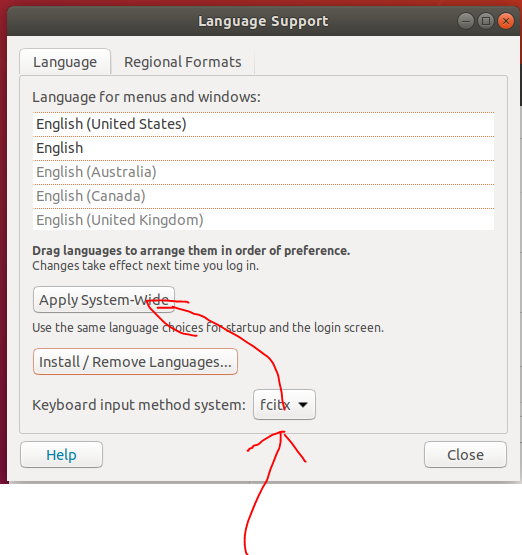 Language Support
Language Regional Formats
Language for menus and windows:
English (United States)
English
English (Australia)
English (Canada)
English (United Kingdom)
Drag languages to arrange them in order of preference.
Changes take effect next time you log in.
Apply System-Wide
Use the same language choices for startup and the login screen.
Install / Remove Languages...
Keyboard input method system: fcitx
Help Close